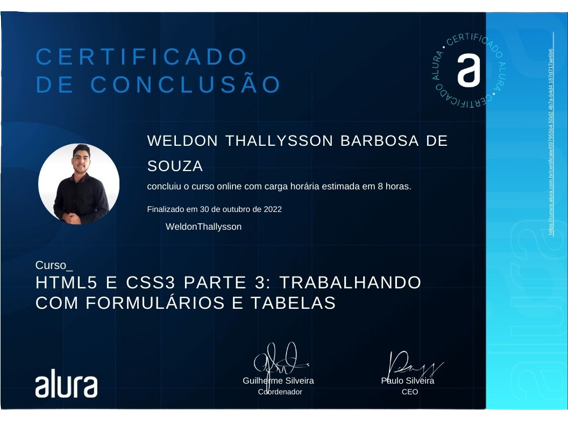 CERTIFICADO
DE CONCLUSÃO
CERTIFICADO ALURA • CERTIFICADO ALURA •
a
WELDON THALLYSSON BARBOSA DE
SOUZA
concluiu o curso online com carga horária estimada em 8 horas.
Finalizado em 30 de outubro de 2022
WeldonThallysson
Curso_
HTML5 E CSS3 PARTE 3: TRABALHANDO
COM FORMULÁRIOS E TABELAS
alura
Guilherme Silveira
Coordenador
Paulo Silveira
CEO
alura